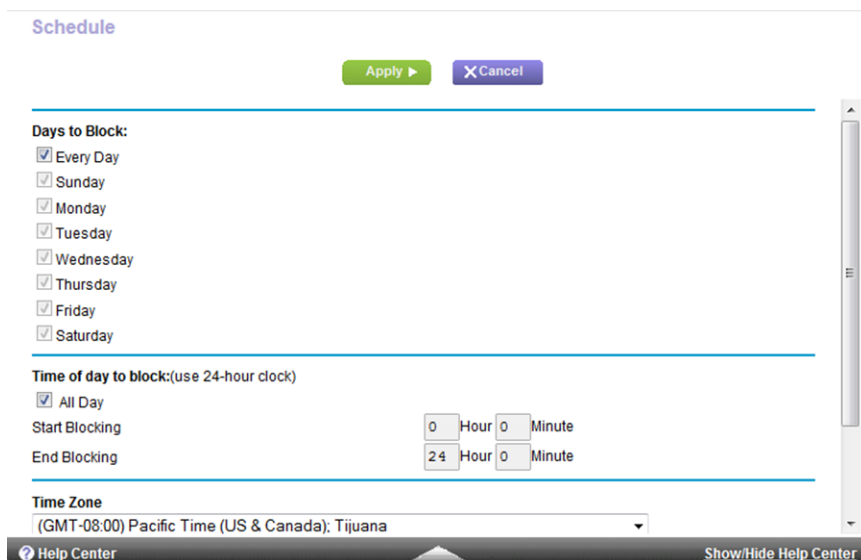 Schedule
Apply
Cancel
Days to Block:
Every Day
Sunday
Monday
Tuesday
Wednesday
Thursday
Friday
Saturday
Time of day to block:(use 24-hour clock)
All Day
Start Blocking 0 Hour 0 Minute
End Blocking 24 Hour 0 Minute
Time Zone
(GMT-08:00) Pacific Time (US & Canada); Tijuana
Help Center Show/Hide Help Center